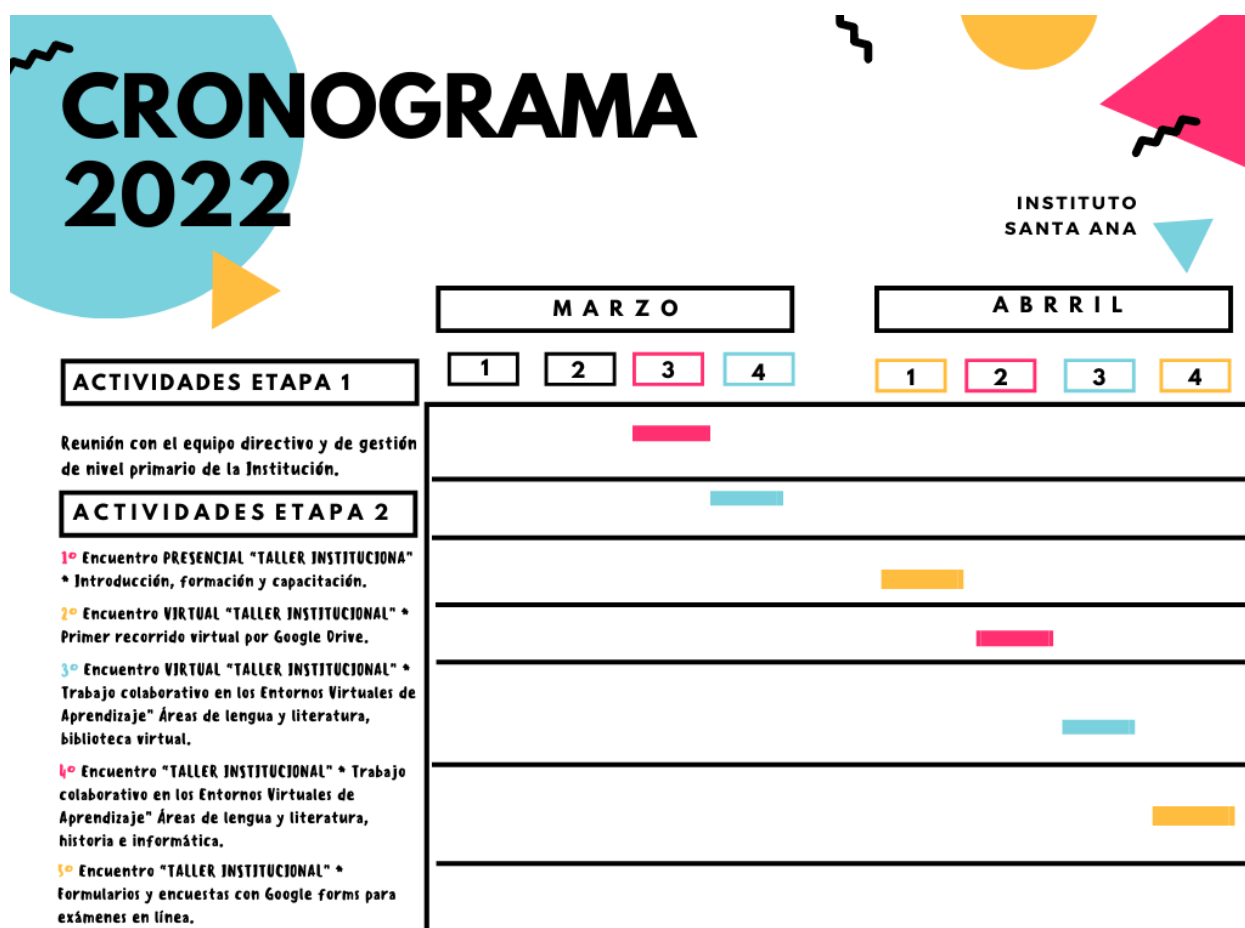 CRONOGRAMA
2022
INSTITUTO
SANTA ANA
MARZO
ABRRIL
1 2 3 4
1 2 3 4
ACTIVIDADES ETAPA 1
Reunión con el equipo directivo y de gestión
de nivel primario de la Institución.
ACTIVIDADES ETAPA 2
1º Encuentro PRESENCIAL “TALLER INSTITUCIONA”
* Introducción, formación y capacitación.
2º Encuentro VIRTUAL “TALLER INSTITUCIONAL” *
Primer recorrido virtual por Google Drive.
3º Encuentro VIRTUAL “TALLER INSTITUCIONAL” *
Trabajo colaborativo en los Entornos Virtuales de
Aprendizaje" Áreas de lengua y literatura,
biblioteca virtual.
4º Encuentro “TALLER INSTITUCIONAL” * Trabajo
colaborativo en los Entornos Virtuales de
Aprendizaje" Áreas de lengua y literatura,
historia e informática.
5º Encuentro “TALLER INSTITUCIONAL” *
Formularios y encuestas con Google forms para
exámenes en línea.